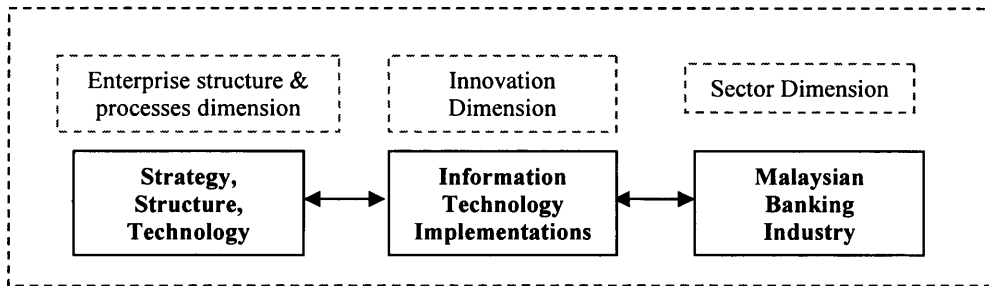 Enterprise structure &
processes dimension
Innovation
Dimension
Sector Dimension
Strategy,
Structure,
Technology
Information
Technology
Implementations
Malaysian
Banking
Industry